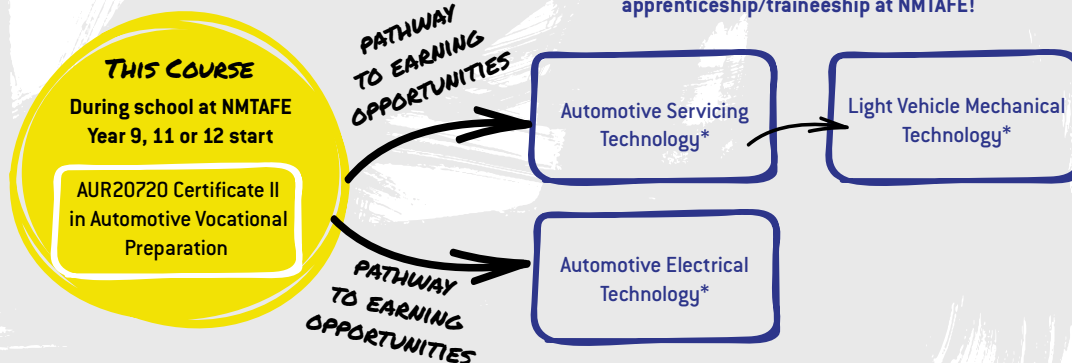 apprenticeship/traineeship at NMTAFE!
THIS COURSE
During school at NMTAFE
Year 9, 11 or 12 start
AUR20720 Certificate II
in Automotive Vocational
Preparation
PATHWAY
TO EARNING
OPPORTUNITIES
Automotive Servicing
Technology*
Light Vehicle Mechanical
Technology*
PATHWAY
TO EARNING
OPPORTUNITIES
Automotive Electrical
Technology*